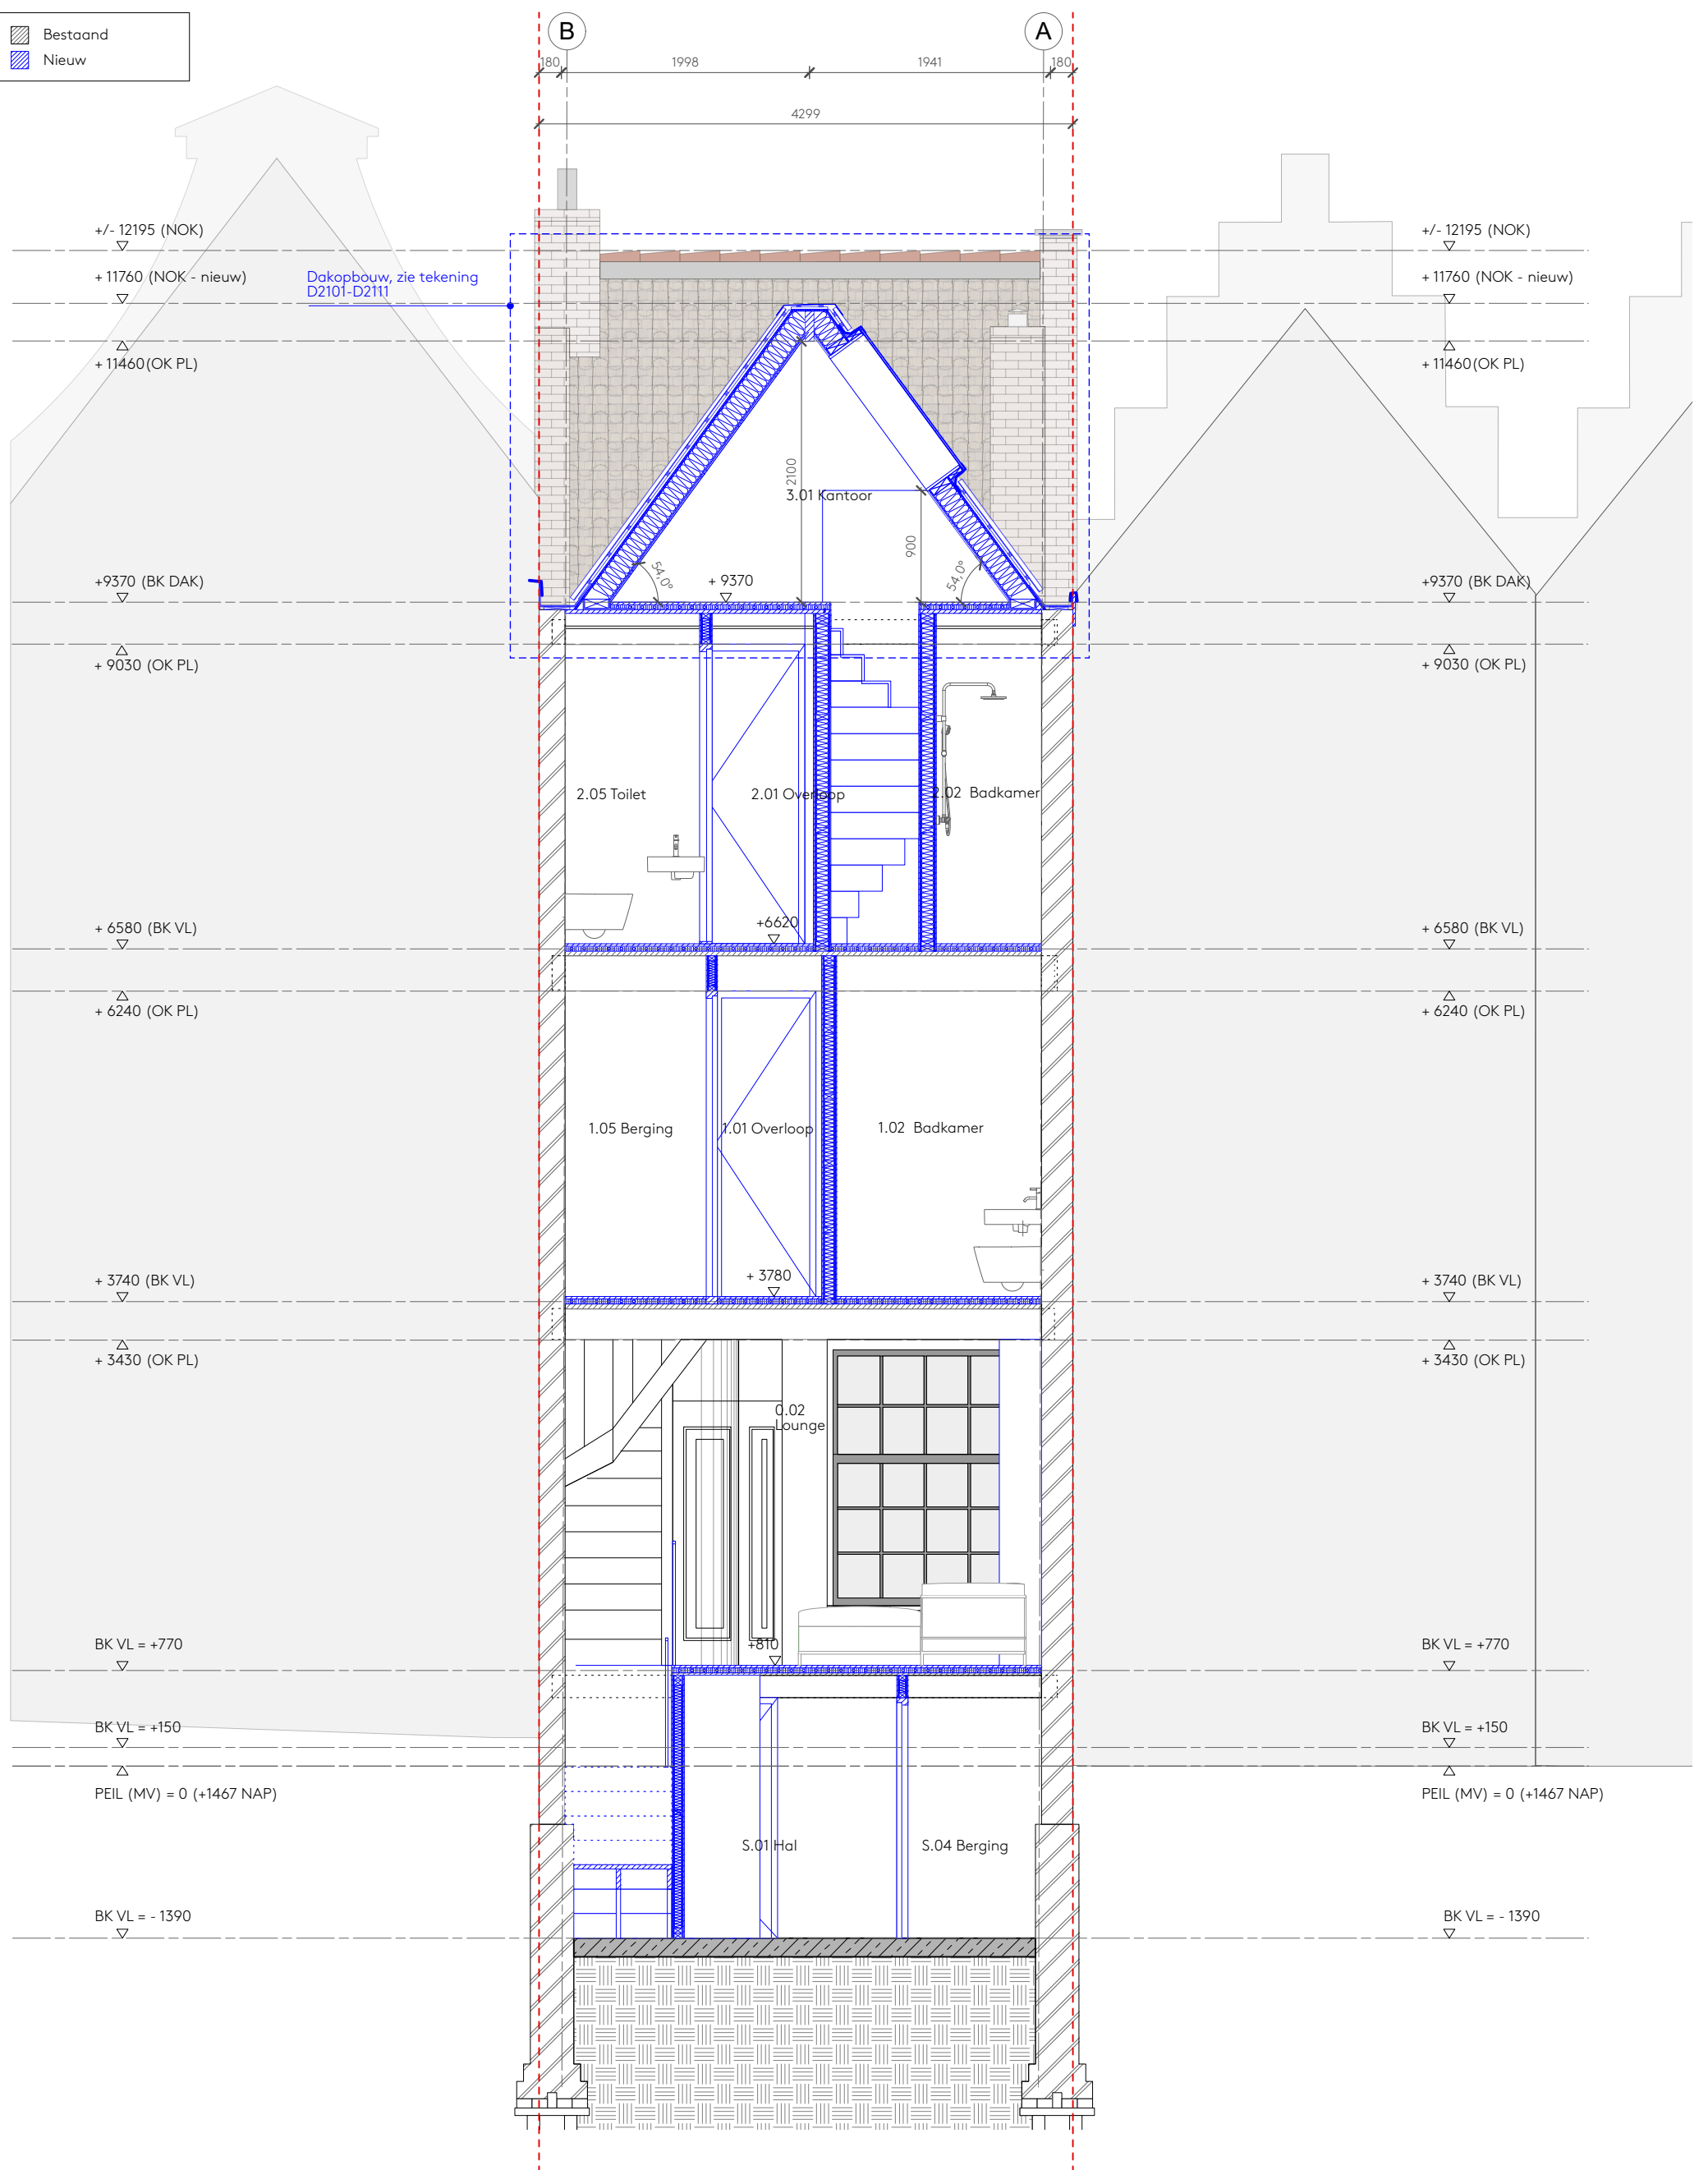 Bestaand
Nieuw
B
A
180
1998
1941
180
4299
+/- 12195 (NOK)
+/- 12195 (NOK)
+ 11760 (NOK - nieuw)
Dakopbouw, zie tekening
D2101-D2111
+ 11760 (NOK - nieuw)
+ 11460(OK PL)
+ 11460(OK PL)
2100
3.01 Kantoor
900
54,0°
54,0°
+9370 (BK DAK)
+ 9370
+9370 (BK DAK)
+ 9030 (OK PL)
+ 9030 (OK PL)
2.05 Toilet
2.01 Overloop
2.02 Badkamer
+ 6580 (BK VL)
+6620
+ 6580 (BK VL)
+ 6240 (OK PL)
+ 6240 (OK PL)
1.05 Berging
1.01 Overloop
1.02 Badkamer
+ 3740 (BK VL)
+ 3780
+ 3740 (BK VL)
+ 3430 (OK PL)
+ 3430 (OK PL)
0.02
Lounge
BK VL = +770
+810
BK VL = +770
BK VL = +150
BK VL = +150
PEIL (MV) = 0 (+1467 NAP)
PEIL (MV) = 0 (+1467 NAP)
S.01 Hal
S.04 Berging
BK VL = - 1390
BK VL = - 1390